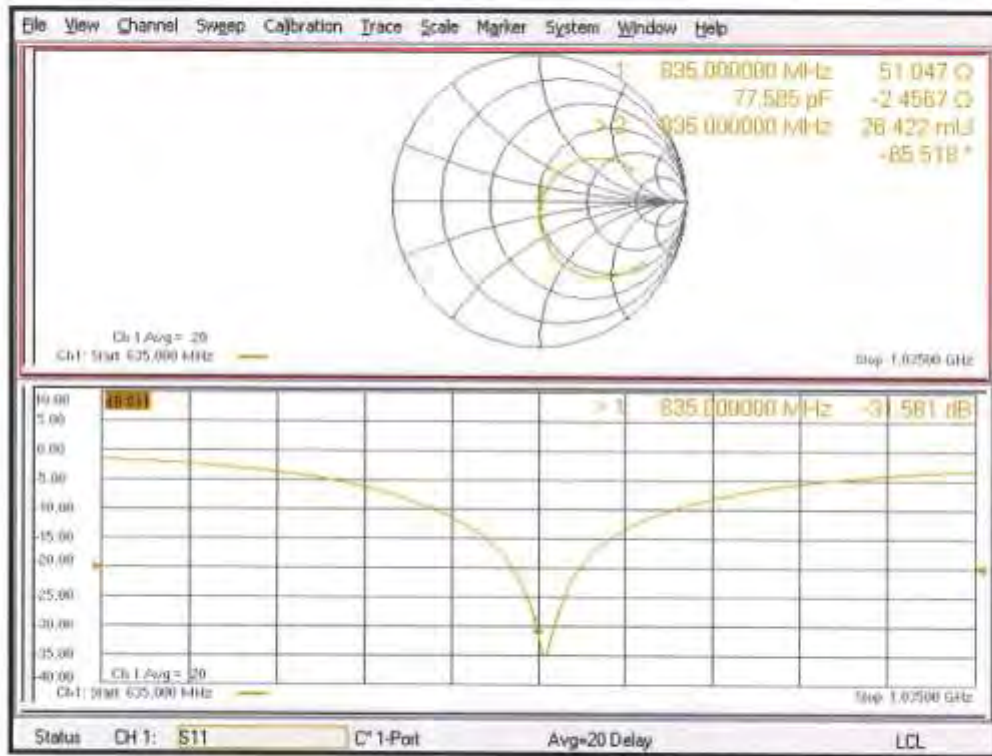 File View Channel Sweep Calibration Trace Scale Marker System Window Help
1 835.000000 MHz 51.047 Ω
77.585 pF -2.4567 Ω
> 2 835.000000 MHz 26.422 mU
-65.518 °
Ch 1 Avg = 20
Ch1: Start 635.000 MHz
Stop 1.03500 GHz
10.00
5.00
0.00
-5.00
-10.00
-15.00
-20.00
-25.00
-30.00
-35.00
-40.00
> 1 835.000000 MHz -31.581 dB
Ch 1 Avg = 20
Ch1: Start 635.000 MHz
Stop 1.03500 GHz
Status CH 1: S11 C* 1-Port Avg=20 Delay LCL